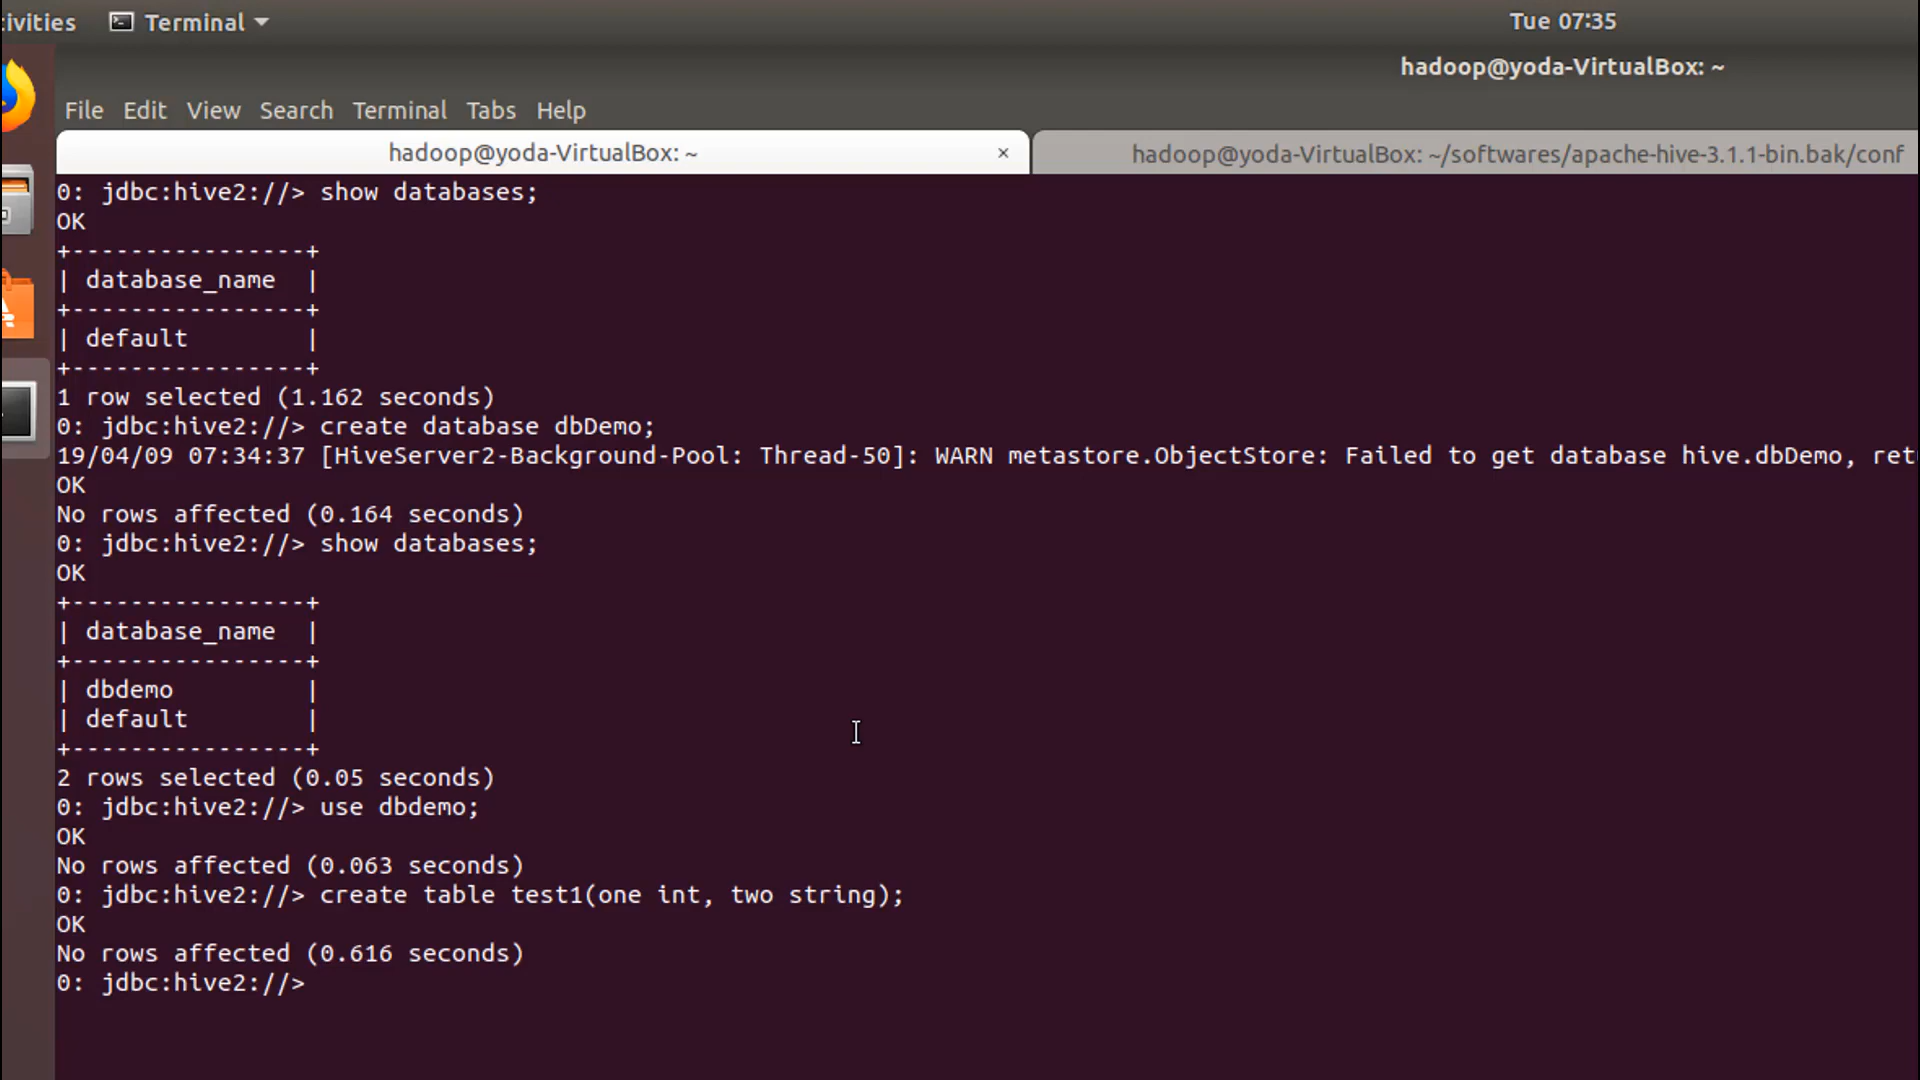 ivities Terminal Tue 07:35
hadoop@yoda-VirtualBox: ~
File Edit View Search Terminal Tabs Help
hadoop@yoda-VirtualBox: ~ × hadoop@yoda-VirtualBox: ~/softwares/apache-hive-3.1.1-bin.bak/conf
0: jdbc:hive2://> show databases;
OK
+----------------+
| database_name  |
+----------------+
| default        |
+----------------+
1 row selected (1.162 seconds)
0: jdbc:hive2://> create database dbDemo;
19/04/09 07:34:37 [HiveServer2-Background-Pool: Thread-50]: WARN metastore.ObjectStore: Failed to get database hive.dbDemo, ret
OK
No rows affected (0.164 seconds)
0: jdbc:hive2://> show databases;
OK
+----------------+
| database_name  |
+----------------+
| dbdemo         |
| default        |
+----------------+
2 rows selected (0.05 seconds)
0: jdbc:hive2://> use dbdemo;
OK
No rows affected (0.063 seconds)
0: jdbc:hive2://> create table test1(one int, two string);
OK
No rows affected (0.616 seconds)
0: jdbc:hive2://>